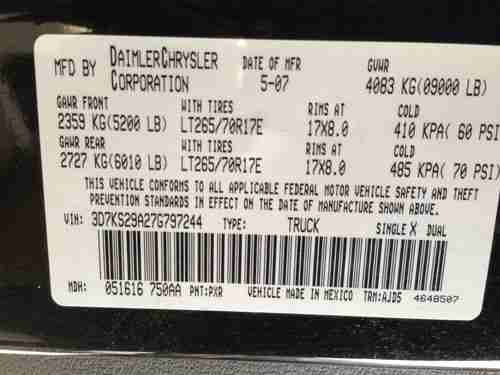 MFD BY DAIMLERCHRYSLER CORPORATION DATE OF MFR 5-07 GVWR 4083 KG(09000 LB)
GAWR FRONT WITH TIRES RIMS AT COLD
2359 KG(5200 LB) LT265/70R17E 17X8.0 410 KPA( 60 PSI
GAWR REAR WITH TIRES RIMS AT COLD
2727 KG(6010 LB) LT265/70R17E 17X8.0 485 KPA( 70 PSI)
THIS VEHICLE CONFORMS TO ALL APPLICABLE FEDERAL MOTOR VEHICLE SAFETY AND THEFT
PREVENTION STANDARDS IN EFFECT ON THE DATE OF MANUFACTURE SHOWN ABOVE.
VIN: 3D7KS29A27G797244 TYPE: TRUCK SINGLE X DUAL
MDH: 051616 750AA PNT:PXR VEHICLE MADE IN MEXICO TRM:AJD5 4648507